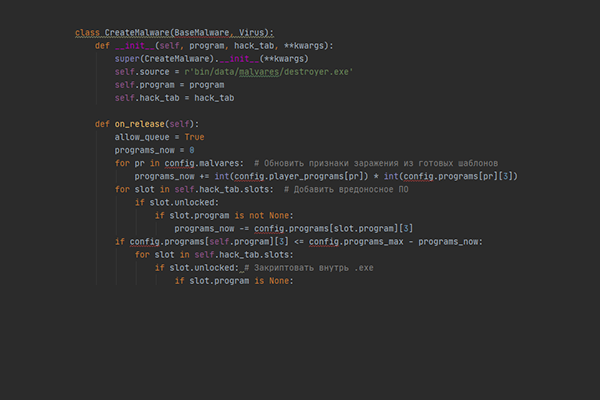 class CreateMalware(BaseMalware, Virus):
def __init__(self, program, hack_tab, **kwargs):
super(CreateMalware).__init__(**kwargs)
self.source = r'bin/data/malvares/destroyer.exe'
self.program = program
self.hack_tab = hack_tab
def on_release(self):
allow_queue = True
programs_now = 0
for pr in config.malvares:  # Обновить признаки заражения из готовых шаблонов
programs_now += int(config.player_programs[pr]) * int(config.programs[pr][3])
for slot in self.hack_tab.slots:  # Добавить вредоносное ПО
if slot.unlocked:
if slot.program is not None:
programs_now -= config.programs[slot.program][3]
if config.programs[self.program][3] <= config.programs_max - programs_now:
for slot in self.hack_tab.slots:
if slot.unlocked: # Закриптовать внутрь .exe
if slot.program is None: